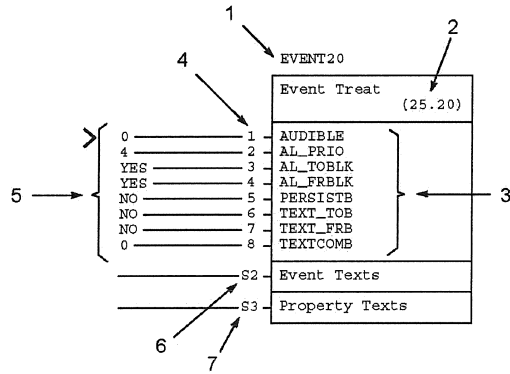 1
EVENT20
2
Event Treat
(25.20)
4
0 1 AUDIBLE
4 2 AL_PRIO
YES 3 AL_TOBLK
YES 4 AL_FRBLK
NO 5 PERSISTB
NO 6 TEXT_TOB
NO 7 TEXT_FRB
0 8 TEXTCOMB
5
3
S2 Event Texts
S3 Property Texts
6
7